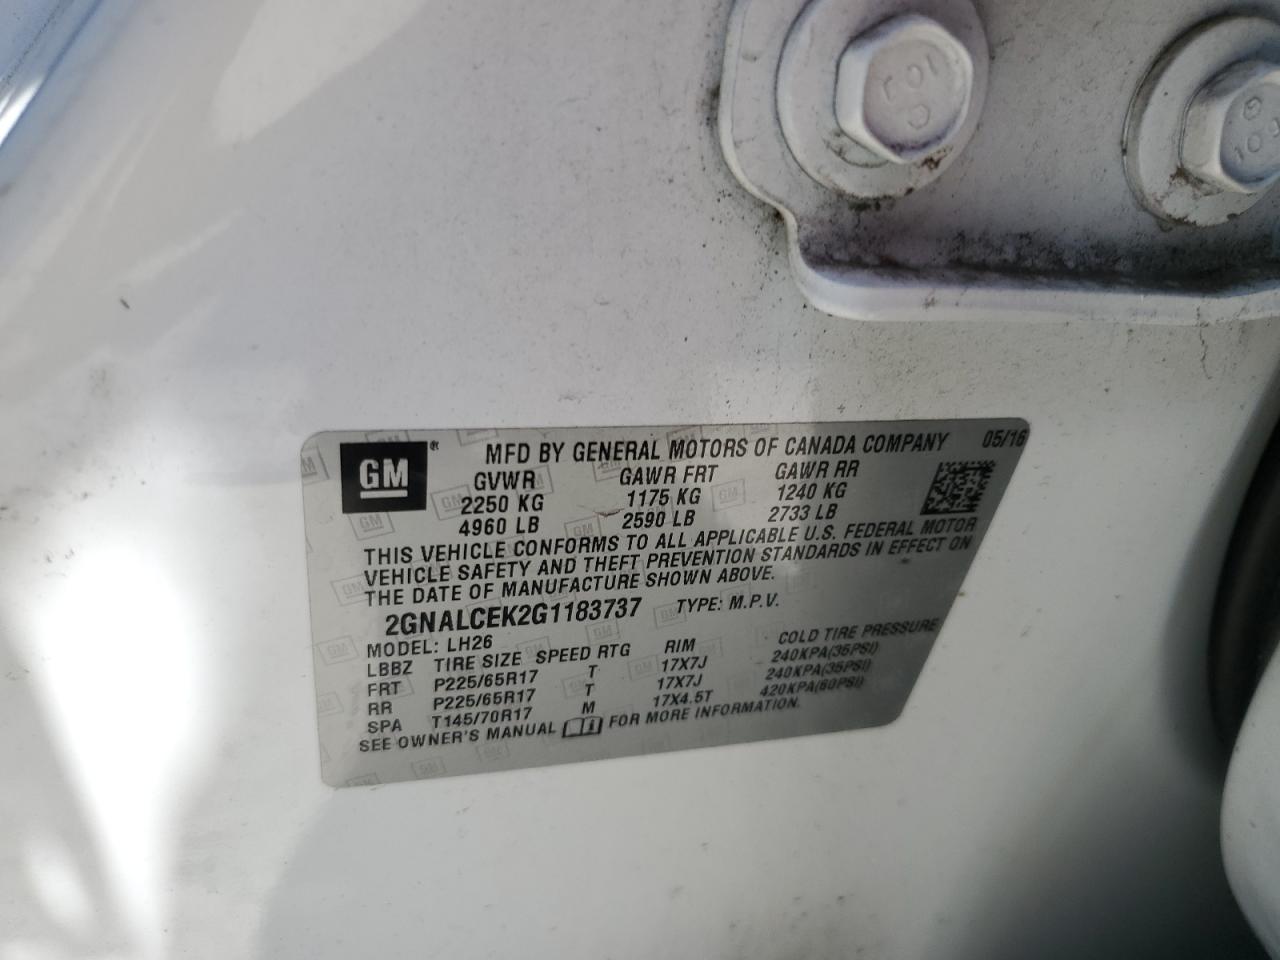 GM ® MFD BY GENERAL MOTORS OF CANADA COMPANY 05/16
GVWR GAWR FRT GAWR RR
2250 KG 1175 KG 1240 KG
4960 LB 2590 LB 2733 LB
THIS VEHICLE CONFORMS TO ALL APPLICABLE U.S. FEDERAL MOTOR
VEHICLE SAFETY AND THEFT PREVENTION STANDARDS IN EFFECT ON
THE DATE OF MANUFACTURE SHOWN ABOVE.
2GNALCEK2G1183737 TYPE: M.P.V.
MODEL: LH26
LBBZ TIRE SIZE SPEED RTG RIM COLD TIRE PRESSURE
FRT P225/65R17 T 17X7J 240KPA(35PSI)
RR P225/65R17 T 17X7J 240KPA(35PSI)
SPA T145/70R17 M 17X4.5T 420KPA(60PSI)
SEE OWNER'S MANUAL FOR MORE INFORMATION.